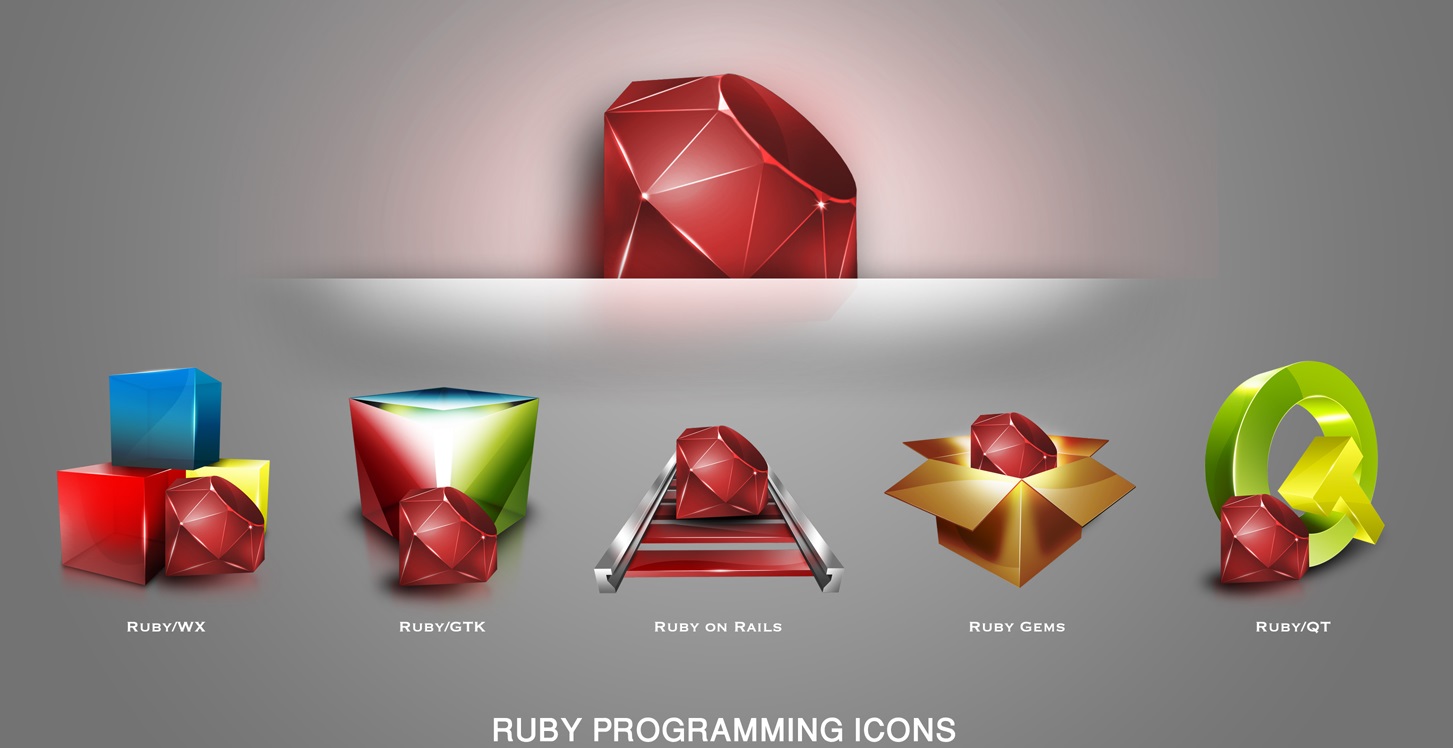 Ruby/WX
Ruby/GTK
Ruby on Rails
Ruby Gems
Ruby/QT
RUBY PROGRAMMING ICONS